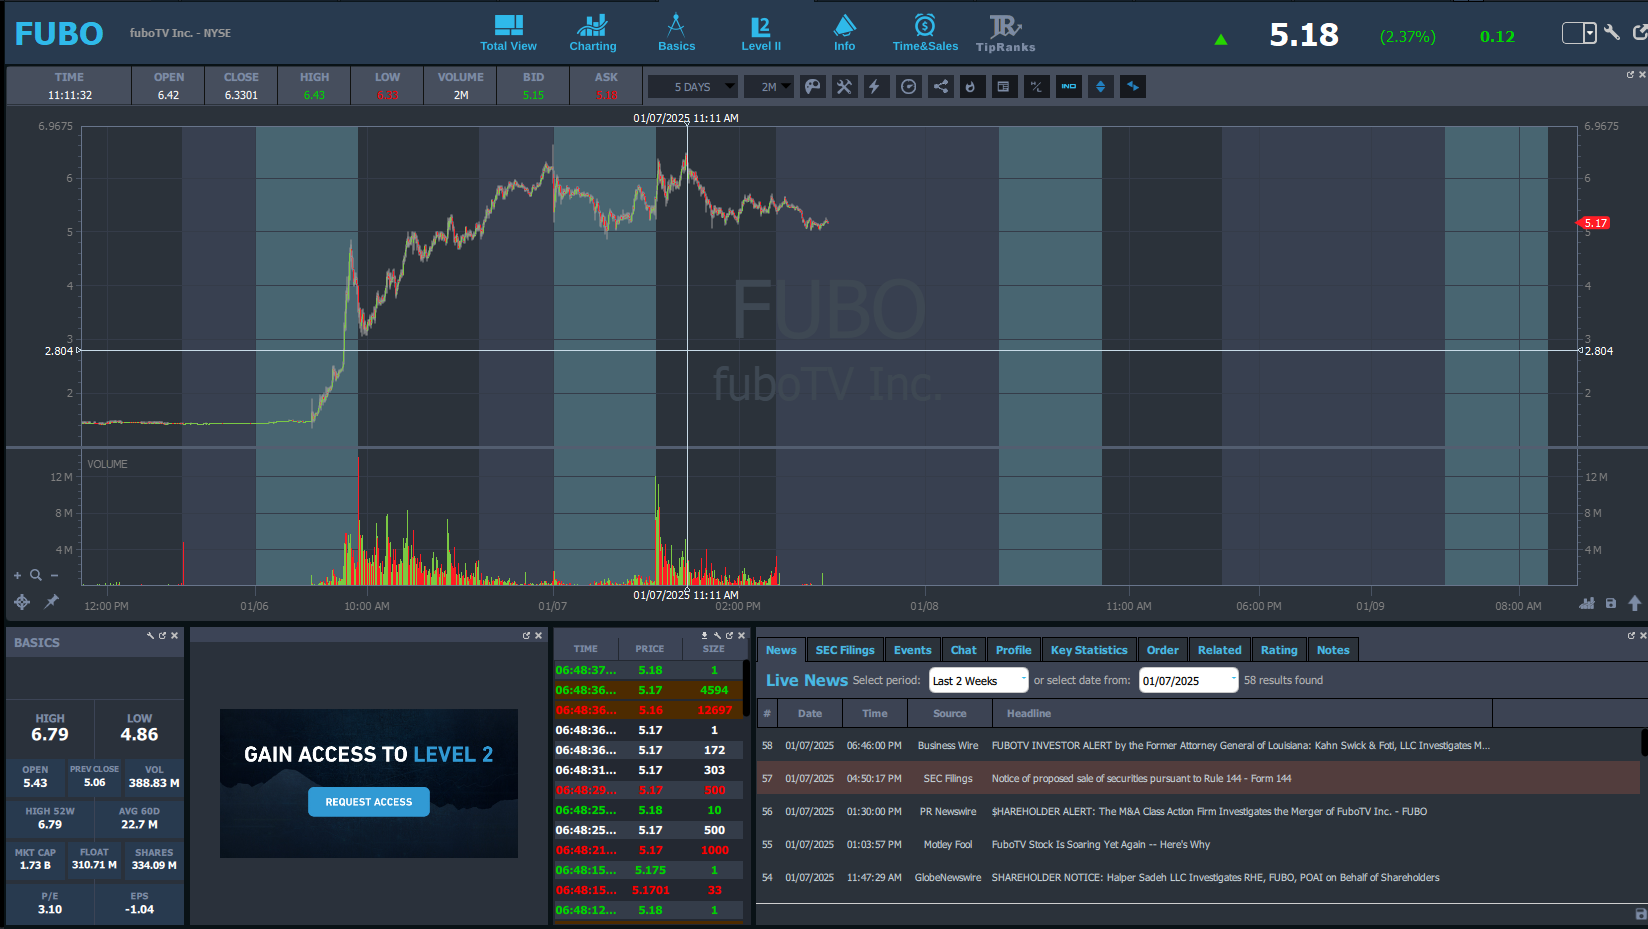 FUBO
fuboTV Inc. - NYSE
Total View
Charting
Basics
L2
Level II
Info
Time&Sales
TR
TipRanks
5.18
(2.37%)
0.12
TIME OPEN CLOSE HIGH LOW VOLUME BID ASK
11:11:32 6.42 6.3301 6.43 6.33 2M 5.15 5.18
5 DAYS
2M
IND
01/07/2025 11:11 AM
6.9675
6
5
4
3
2.804
2
6.9675
6
5.17
5
4
3
2.804
2
FUBO
fuboTV Inc.
VOLUME
12 M
8 M
4 M
12 M
8 M
4 M
01/07/2025 11:11 AM
12:00 PM 01/06 10:00 AM 01/07 02:00 PM 01/08 11:00 AM 06:00 PM 01/09 08:00 AM
BASICS
HIGH LOW
6.79 4.86
OPEN PREV CLOSE VOL
5.43 5.06 388.83 M
HIGH 52W AVG 60D
6.79 22.7 M
MKT CAP FLOAT SHARES
1.73 B 310.71 M 334.09 M
P/E EPS
3.10 -1.04
GAIN ACCESS TO LEVEL 2
REQUEST ACCESS
TIME PRICE SIZE
06:48:37... 5.18 1
06:48:36... 5.17 4594
06:48:36... 5.16 12697
06:48:36... 5.17 1
06:48:36... 5.17 172
06:48:31... 5.17 303
06:48:29... 5.17 500
06:48:25... 5.18 10
06:48:25... 5.17 500
06:48:21... 5.17 1000
06:48:15... 5.175 1
06:48:15... 5.1701 33
06:48:12... 5.18 1
News SEC Filings Events Chat Profile Key Statistics Order Related Rating Notes
Live News Select period: Last 2 Weeks or select date from: 01/07/2025 58 results found
# Date Time Source Headline
58 01/07/2025 06:46:00 PM Business Wire FUBOTV INVESTOR ALERT by the Former Attorney General of Louisiana: Kahn Swick & Foti, LLC Investigates M...
57 01/07/2025 04:50:17 PM SEC Filings Notice of proposed sale of securities pursuant to Rule 144 - Form 144
56 01/07/2025 01:30:00 PM PR Newswire $HAREHOLDER ALERT: The M&A Class Action Firm Investigates the Merger of FuboTV Inc. - FUBO
55 01/07/2025 01:03:57 PM Motley Fool FuboTV Stock Is Soaring Yet Again -- Here's Why
54 01/07/2025 11:47:29 AM GlobeNewswire SHAREHOLDER NOTICE: Halper Sadeh LLC Investigates RHE, FUBO, POAI on Behalf of Shareholders